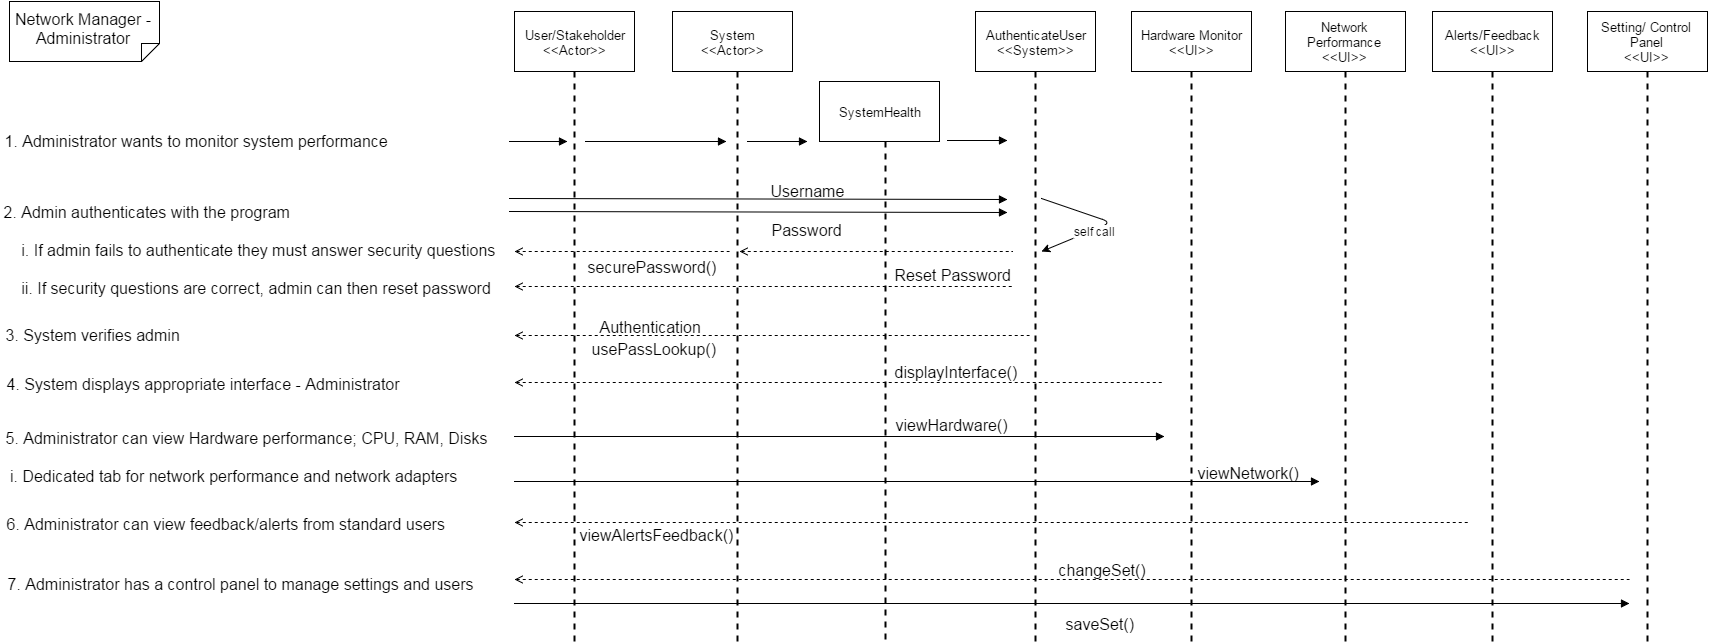 Network Manager -
Administrator
User/Stakeholder
<<Actor>>
System
<<Actor>>
AuthenticateUser
<<System>>
Hardware Monitor
<<UI>>
Network
Performance
<<UI>>
Alerts/Feedback
<<UI>>
Setting/ Control
Panel
<<UI>>
SystemHealth
1. Administrator wants to monitor system performance
Username
2. Admin authenticates with the program
Password
self call
i. If admin fails to authenticate they must answer security questions
securePassword()
Reset Password
ii. If security questions are correct, admin can then reset password
Authentication
3. System verifies admin
usePassLookup()
displayInterface()
4. System displays appropriate interface - Administrator
viewHardware()
5. Administrator can view Hardware performance; CPU, RAM, Disks
viewNetwork()
i. Dedicated tab for network performance and network adapters
6. Administrator can view feedback/alerts from standard users
viewAlertsFeedback()
changeSet()
7. Administrator has a control panel to manage settings and users
saveSet()